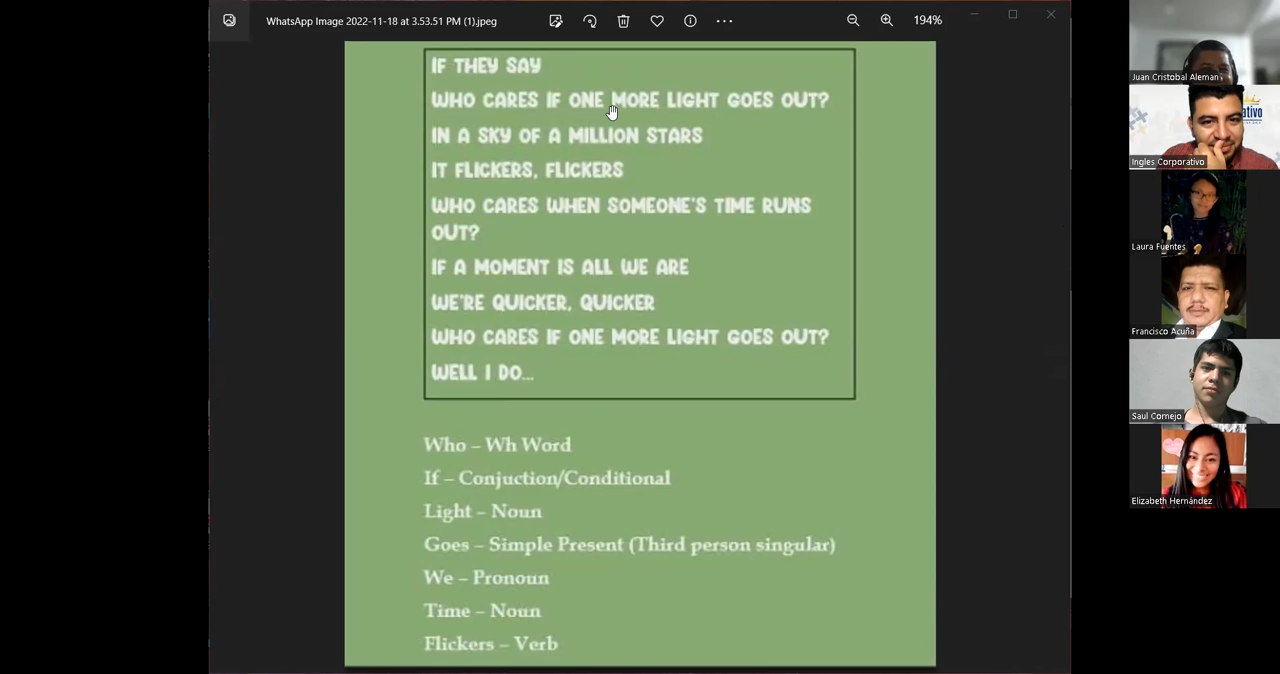 WhatsApp Image 2022-11-18 at 3.53.51 PM (1).jpeg
194%
IF THEY SAY
WHO CARES IF ONE MORE LIGHT GOES OUT?
IN A SKY OF A MILLION STARS
IT FLICKERS, FLICKERS
WHO CARES WHEN SOMEONE'S TIME RUNS
OUT?
IF A MOMENT IS ALL WE ARE
WE'RE QUICKER, QUICKER
WHO CARES IF ONE MORE LIGHT GOES OUT?
WELL I DO...
Who – Wh Word
If – Conjuction/Conditional
Light – Noun
Goes – Simple Present (Third person singular)
We – Pronoun
Time – Noun
Flickers – Verb
Juan Cristobal Aleman
ativo
Ingles Corporativo
Laura Fuentes
Francisco Acuña
Saul Cornejo
Elizabeth Hernández